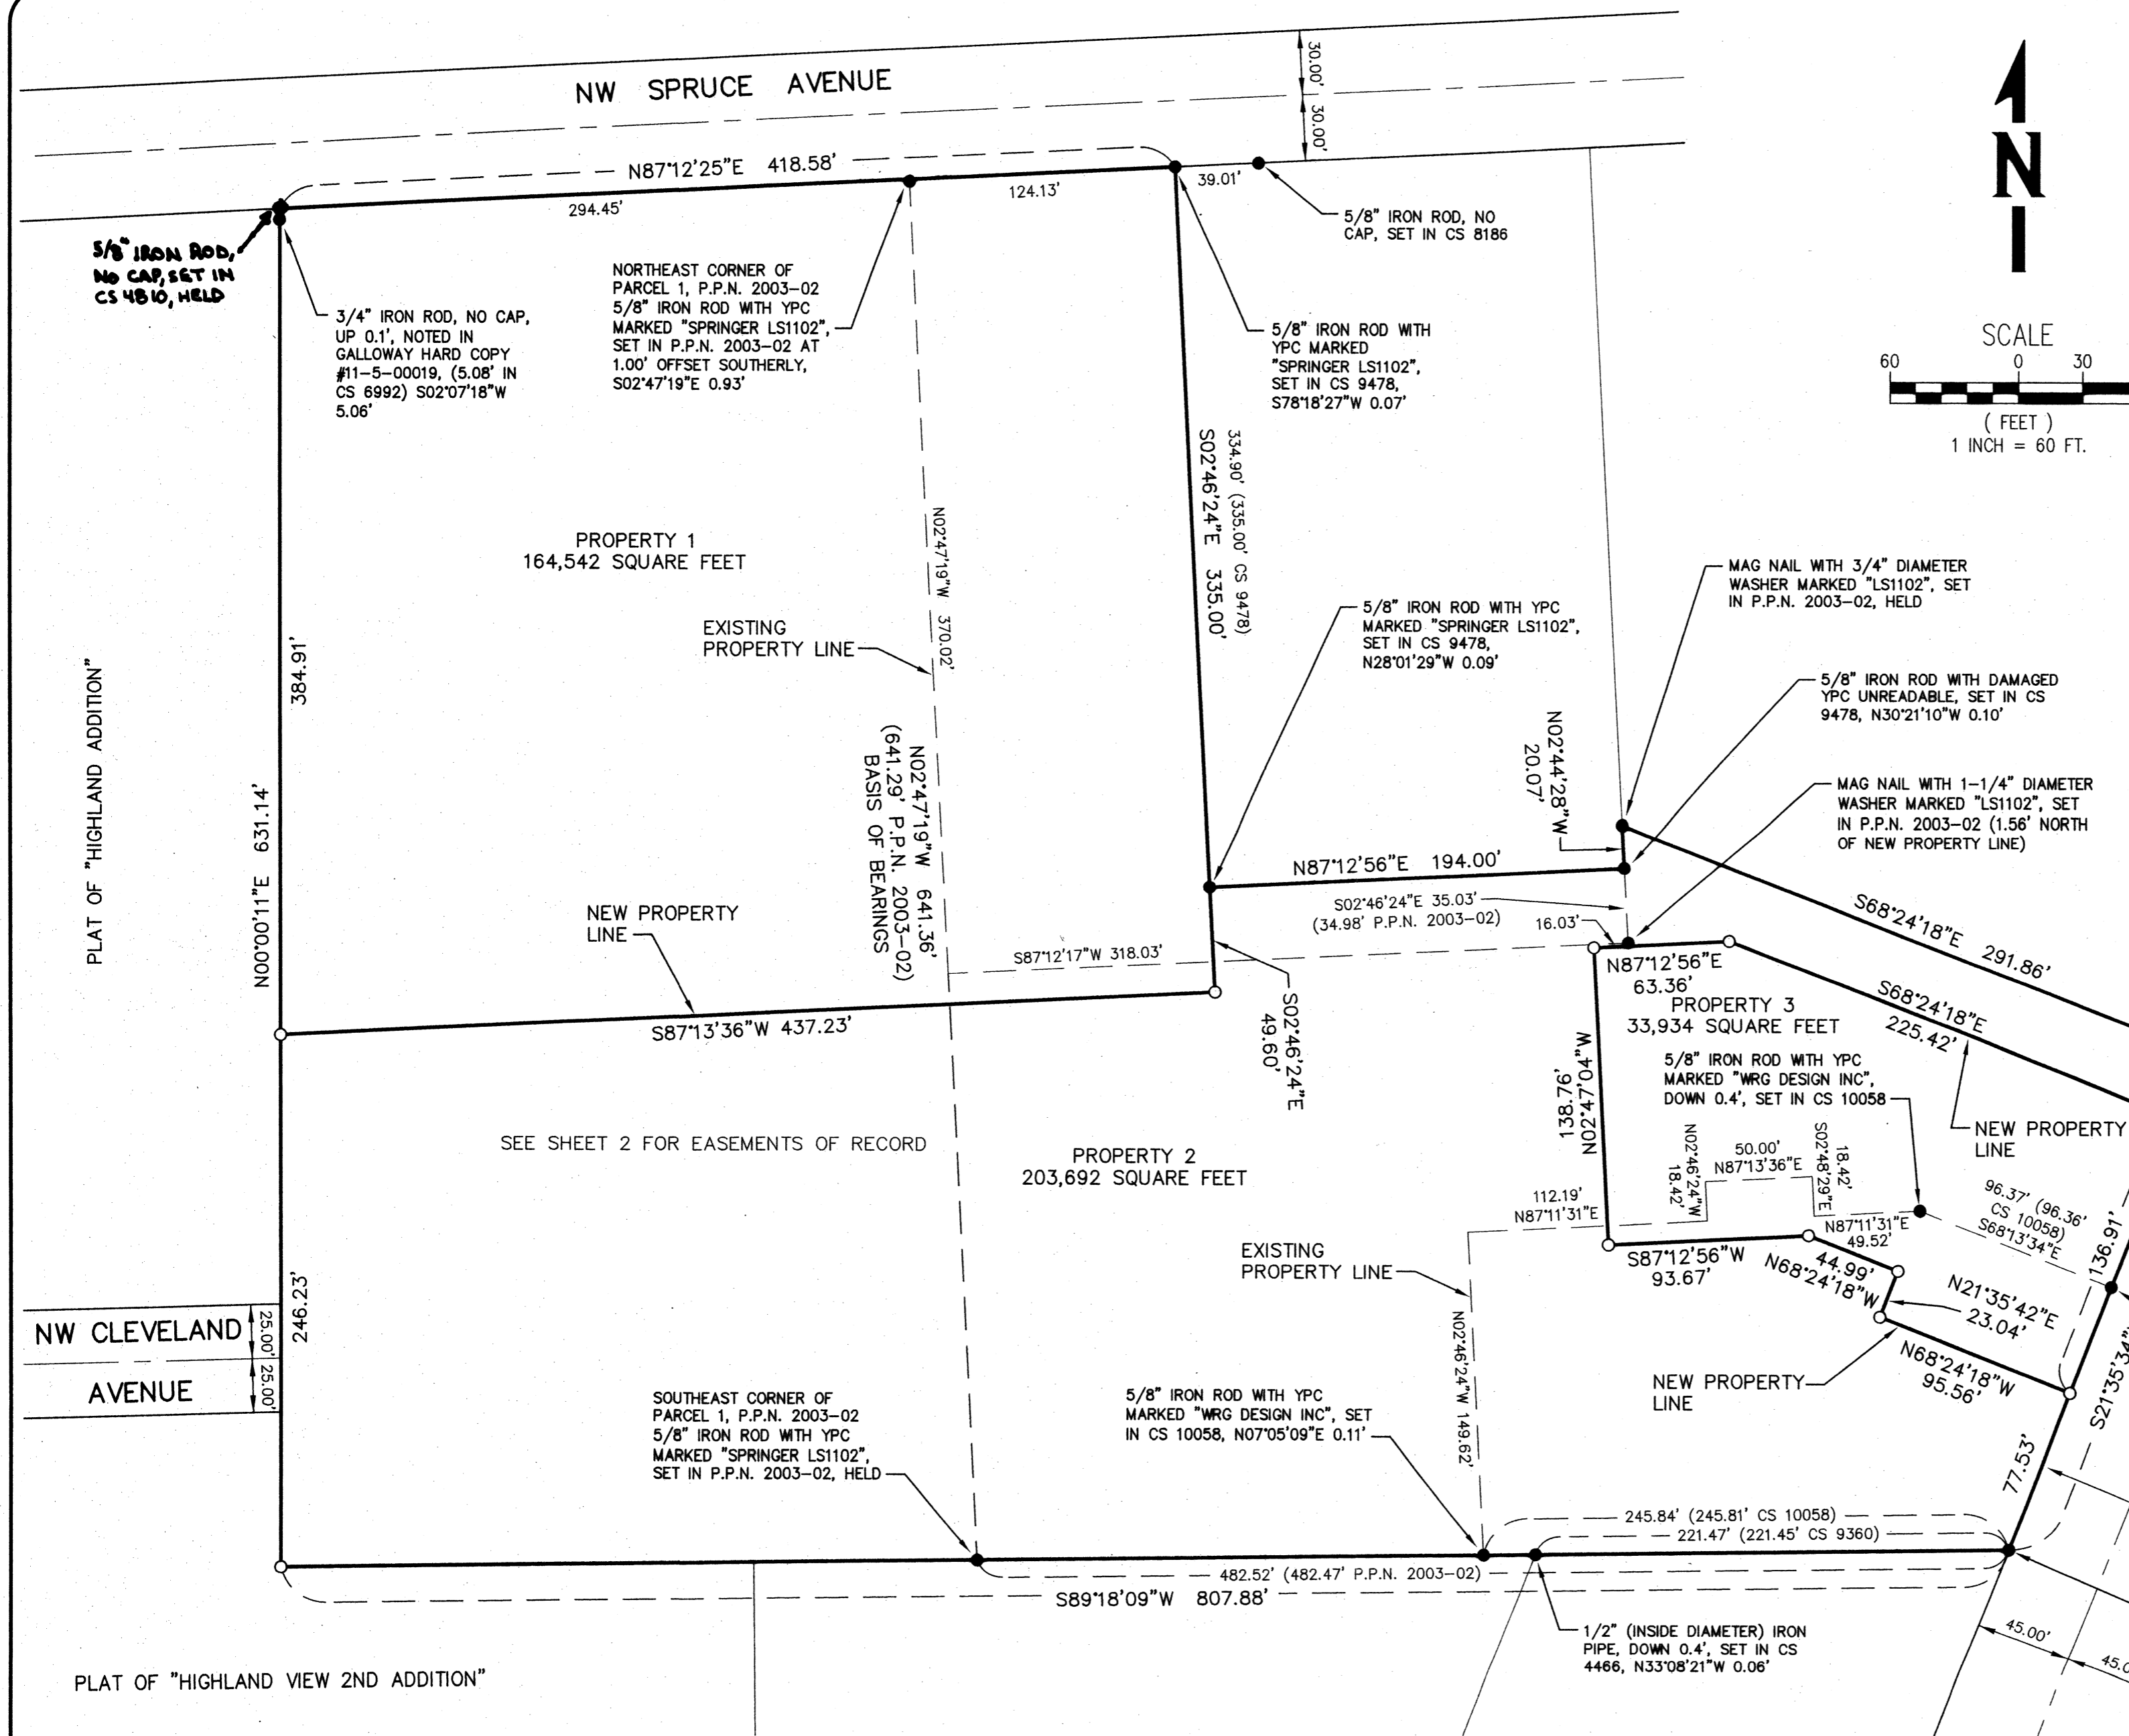 NW SPRUCE AVENUE
30.00'
30.00'
N87°12'25"E 418.58'
294.45'
124.13'
39.01'
5/8" IRON ROD,
NO CAP, SET IN
CS 4810, HELD
3/4" IRON ROD, NO CAP,
UP 0.1', NOTED IN
GALLOWAY HARD COPY
#11-5-00019, (5.08' IN
CS 6992) S02°07'18"W
5.06'
NORTHEAST CORNER OF
PARCEL 1, P.P.N. 2003-02
5/8" IRON ROD WITH YPC
MARKED "SPRINGER LS1102",
SET IN P.P.N. 2003-02 AT
1.00' OFFSET SOUTHERLY,
S02°47'19"E 0.93'
5/8" IRON ROD, NO
CAP, SET IN CS 8186
5/8" IRON ROD WITH
YPC MARKED
"SPRINGER LS1102",
SET IN CS 9478,
S78°18'27"W 0.07'
N
SCALE
60 0 30
( FEET )
1 INCH = 60 FT.
334.90' (335.00' CS 9478)
S02°46'24"E 335.00'
PROPERTY 1
164,542 SQUARE FEET
N02°47'19"W 370.02'
EXISTING
PROPERTY LINE
5/8" IRON ROD WITH YPC
MARKED "SPRINGER LS1102",
SET IN CS 9478,
N28°01'29"W 0.09'
MAG NAIL WITH 3/4" DIAMETER
WASHER MARKED "LS1102", SET
IN P.P.N. 2003-02, HELD
5/8" IRON ROD WITH DAMAGED
YPC UNREADABLE, SET IN CS
9478, N30°21'10"W 0.10'
MAG NAIL WITH 1-1/4" DIAMETER
WASHER MARKED "LS1102", SET
IN P.P.N. 2003-02 (1.56' NORTH
OF NEW PROPERTY LINE)
N02°44'28"W
20.07'
384.91'
N00°00'11"E 631.14'
PLAT OF "HIGHLAND ADDITION"
N02°47'19"W 641.36'
(641.29' P.P.N. 2003-02)
BASIS OF BEARINGS
N87°12'56"E 194.00'
S02°46'24"E 35.03'
(34.98' P.P.N. 2003-02)
16.03'
S87°12'17"W 318.03'
NEW PROPERTY
LINE
S87°13'36"W 437.23'
S02°46'24"E
49.60'
N87°12'56"E
63.36'
S68°24'18"E 291.86'
S68°24'18"E
225.42'
PROPERTY 3
33,934 SQUARE FEET
5/8" IRON ROD WITH YPC
MARKED "WRG DESIGN INC",
DOWN 0.4', SET IN CS 10058
NEW PROPERTY
LINE
N02°47'04"W
138.76'
SEE SHEET 2 FOR EASEMENTS OF RECORD
PROPERTY 2
203,692 SQUARE FEET
N02°46'24"W
18.42'
50.00'
N87°13'36"E
18.42'
S02°48'29"E
112.19'
N87°11'31"E
N87°11'31"E
49.52'
96.37' (96.36'
CS 10058)
S68°13'34"E
136.91'
S87°12'56"W
93.67'
44.99'
N68°24'18"W
N21°35'42"E
23.04'
N68°24'18"W
95.56'
S21°35'34"
EXISTING
PROPERTY LINE
N02°46'24"W 149.62'
NEW PROPERTY
LINE
NW CLEVELAND
AVENUE
25.00'
25.00'
246.23'
SOUTHEAST CORNER OF
PARCEL 1, P.P.N. 2003-02
5/8" IRON ROD WITH YPC
MARKED "SPRINGER LS1102",
SET IN P.P.N. 2003-02, HELD
5/8" IRON ROD WITH YPC
MARKED "WRG DESIGN INC", SET
IN CS 10058, N07°05'09"E 0.11'
77.53'
245.84' (245.81' CS 10058)
221.47' (221.45' CS 9360)
482.52' (482.47' P.P.N. 2003-02)
S89°18'09"W 807.88'
1/2" (INSIDE DIAMETER) IRON
PIPE, DOWN 0.4', SET IN CS
4466, N33°08'21"W 0.06'
45.00'
45.0
PLAT OF "HIGHLAND VIEW 2ND ADDITION"